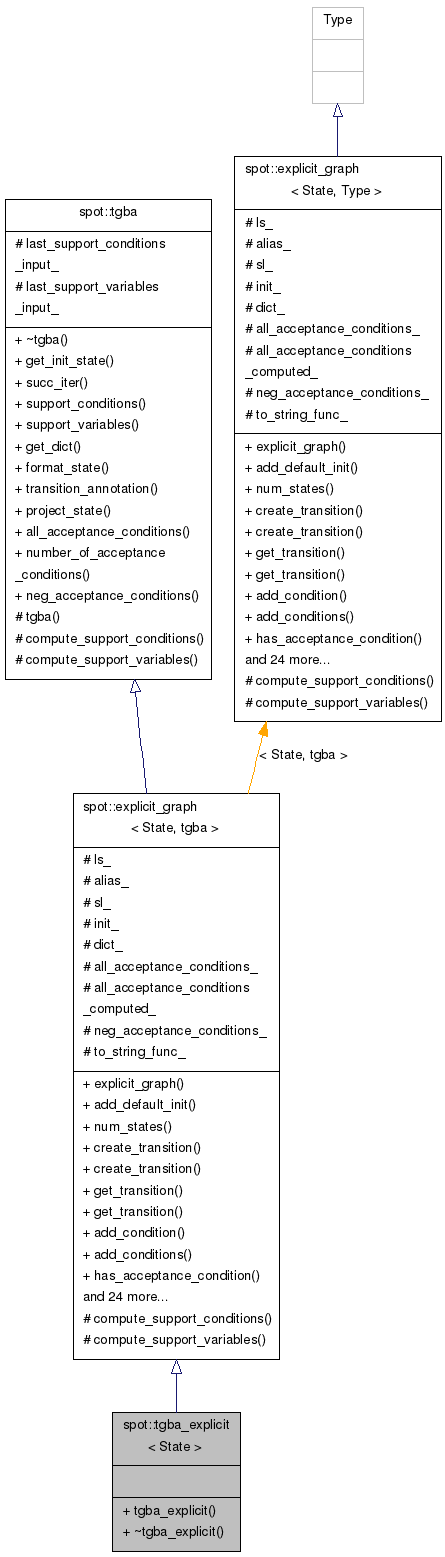 Type
spot::explicit_graph
< State, Type >
# ls_
# alias_
# sl_
# init_
# dict_
# all_acceptance_conditions_
# all_acceptance_conditions
_computed_
# neg_acceptance_conditions_
# to_string_func_
+ explicit_graph()
+ add_default_init()
+ num_states()
+ create_transition()
+ create_transition()
+ get_transition()
+ get_transition()
+ add_condition()
+ add_conditions()
+ has_acceptance_condition()
and 24 more...
# compute_support_conditions()
# compute_support_variables()
spot::tgba
# last_support_conditions
_input_
# last_support_variables
_input_
+ ~tgba()
+ get_init_state()
+ succ_iter()
+ support_conditions()
+ support_variables()
+ get_dict()
+ format_state()
+ transition_annotation()
+ project_state()
+ all_acceptance_conditions()
+ number_of_acceptance
_conditions()
+ neg_acceptance_conditions()
# tgba()
# compute_support_conditions()
# compute_support_variables()
< State, tgba >
spot::explicit_graph
< State, tgba >
# ls_
# alias_
# sl_
# init_
# dict_
# all_acceptance_conditions_
# all_acceptance_conditions
_computed_
# neg_acceptance_conditions_
# to_string_func_
+ explicit_graph()
+ add_default_init()
+ num_states()
+ create_transition()
+ create_transition()
+ get_transition()
+ get_transition()
+ add_condition()
+ add_conditions()
+ has_acceptance_condition()
and 24 more...
# compute_support_conditions()
# compute_support_variables()
spot::tgba_explicit
< State >
+ tgba_explicit()
+ ~tgba_explicit()